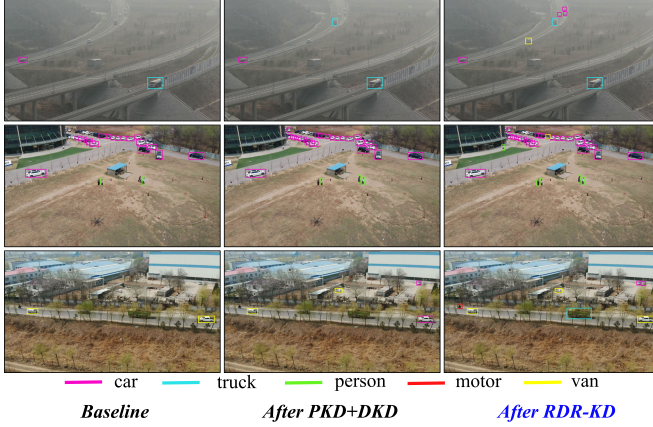 car truck person motor van
Baseline After PKD+DKD After RDR-KD